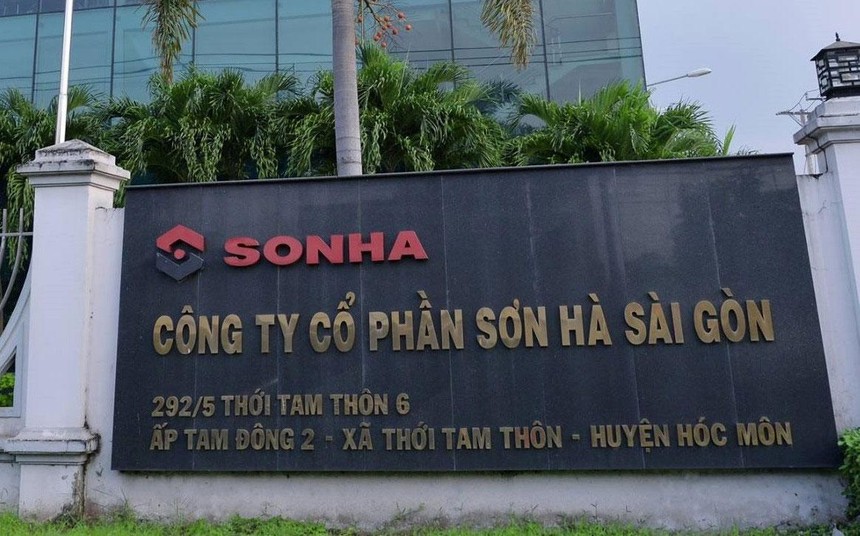 SONHA
CÔNG TY CỔ PHẦN SƠN HÀ SÀI GÒN
292/5 THỚI TAM THÔN 6
ẤP TAM ĐÔNG 2 - XÃ THỚI TAM THÔN - HUYỆN HÓC MÔN